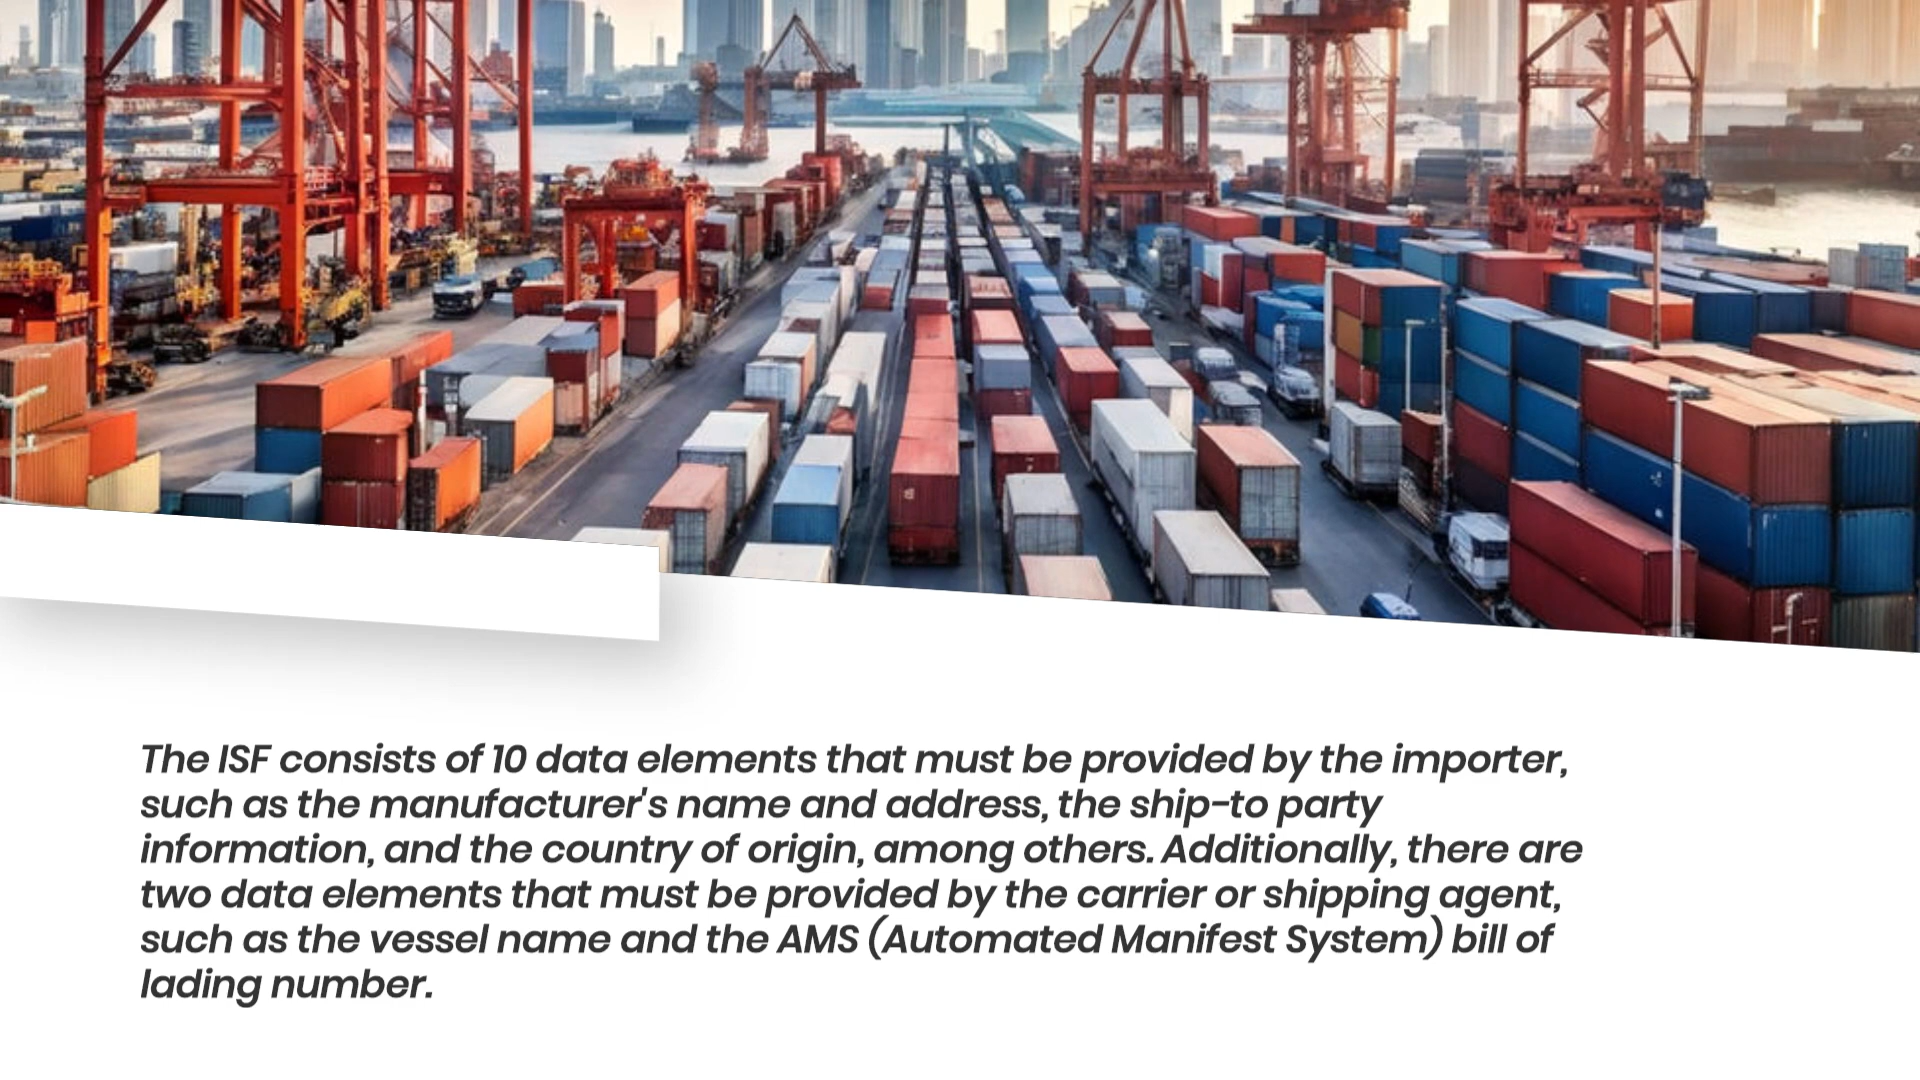 The ISF consists of 10 data elements that must be provided by the importer,
such as the manufacturer's name and address, the ship-to party
information, and the country of origin, among others. Additionally, there are
two data elements that must be provided by the carrier or shipping agent,
such as the vessel name and the AMS (Automated Manifest System) bill of
lading number.